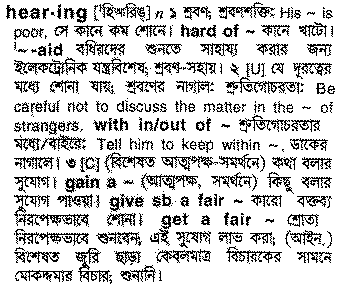 hear·ing [হিঅরিঙ্] n ১ শ্রবণ; শ্রবণশক্তি: His ~ is
poor, সে কানে কম শোনে। hard of ~ কানে খাটো।
'~-aid বধিরদের শুনতে সাহায্য করার জন্য
ইলেকট্রোনিক যন্ত্রবিশেষ; শ্রবণ-সহায়। ২ [U] যে দূরত্বের
মধ্যে শোনা যায়; শ্রবণের নাগাল; শ্রুতিগোচরতা: Be
careful not to discuss the matter in the ~ of
strangers. with in/out of ~ শ্রুতিগোচরতার
মধ্যে/বাইরে: Tell him to keep within ~, ডাকের
নাগালে। ৩ [C] (বিশেষত আত্মপক্ষ-সমর্থনে) কথা বলার
সুযোগ। gain a ~ (আত্মপক্ষ, সমর্থনে) কিছু বলার
সুযোগ পাওয়া। give sb a fair ~ কারো বক্তব্য
নিরপেক্ষভাবে শোনা। get a fair ~ শ্রোতা
নিরপেক্ষভাবে শুনবেন, এই সুযোগ লাভ করা; (আইন.)
বিশেষত জুরি ছাড়া কেবলমাত্র বিচারকের সামনে
মোকদ্দমার বিচার; শুনানি।